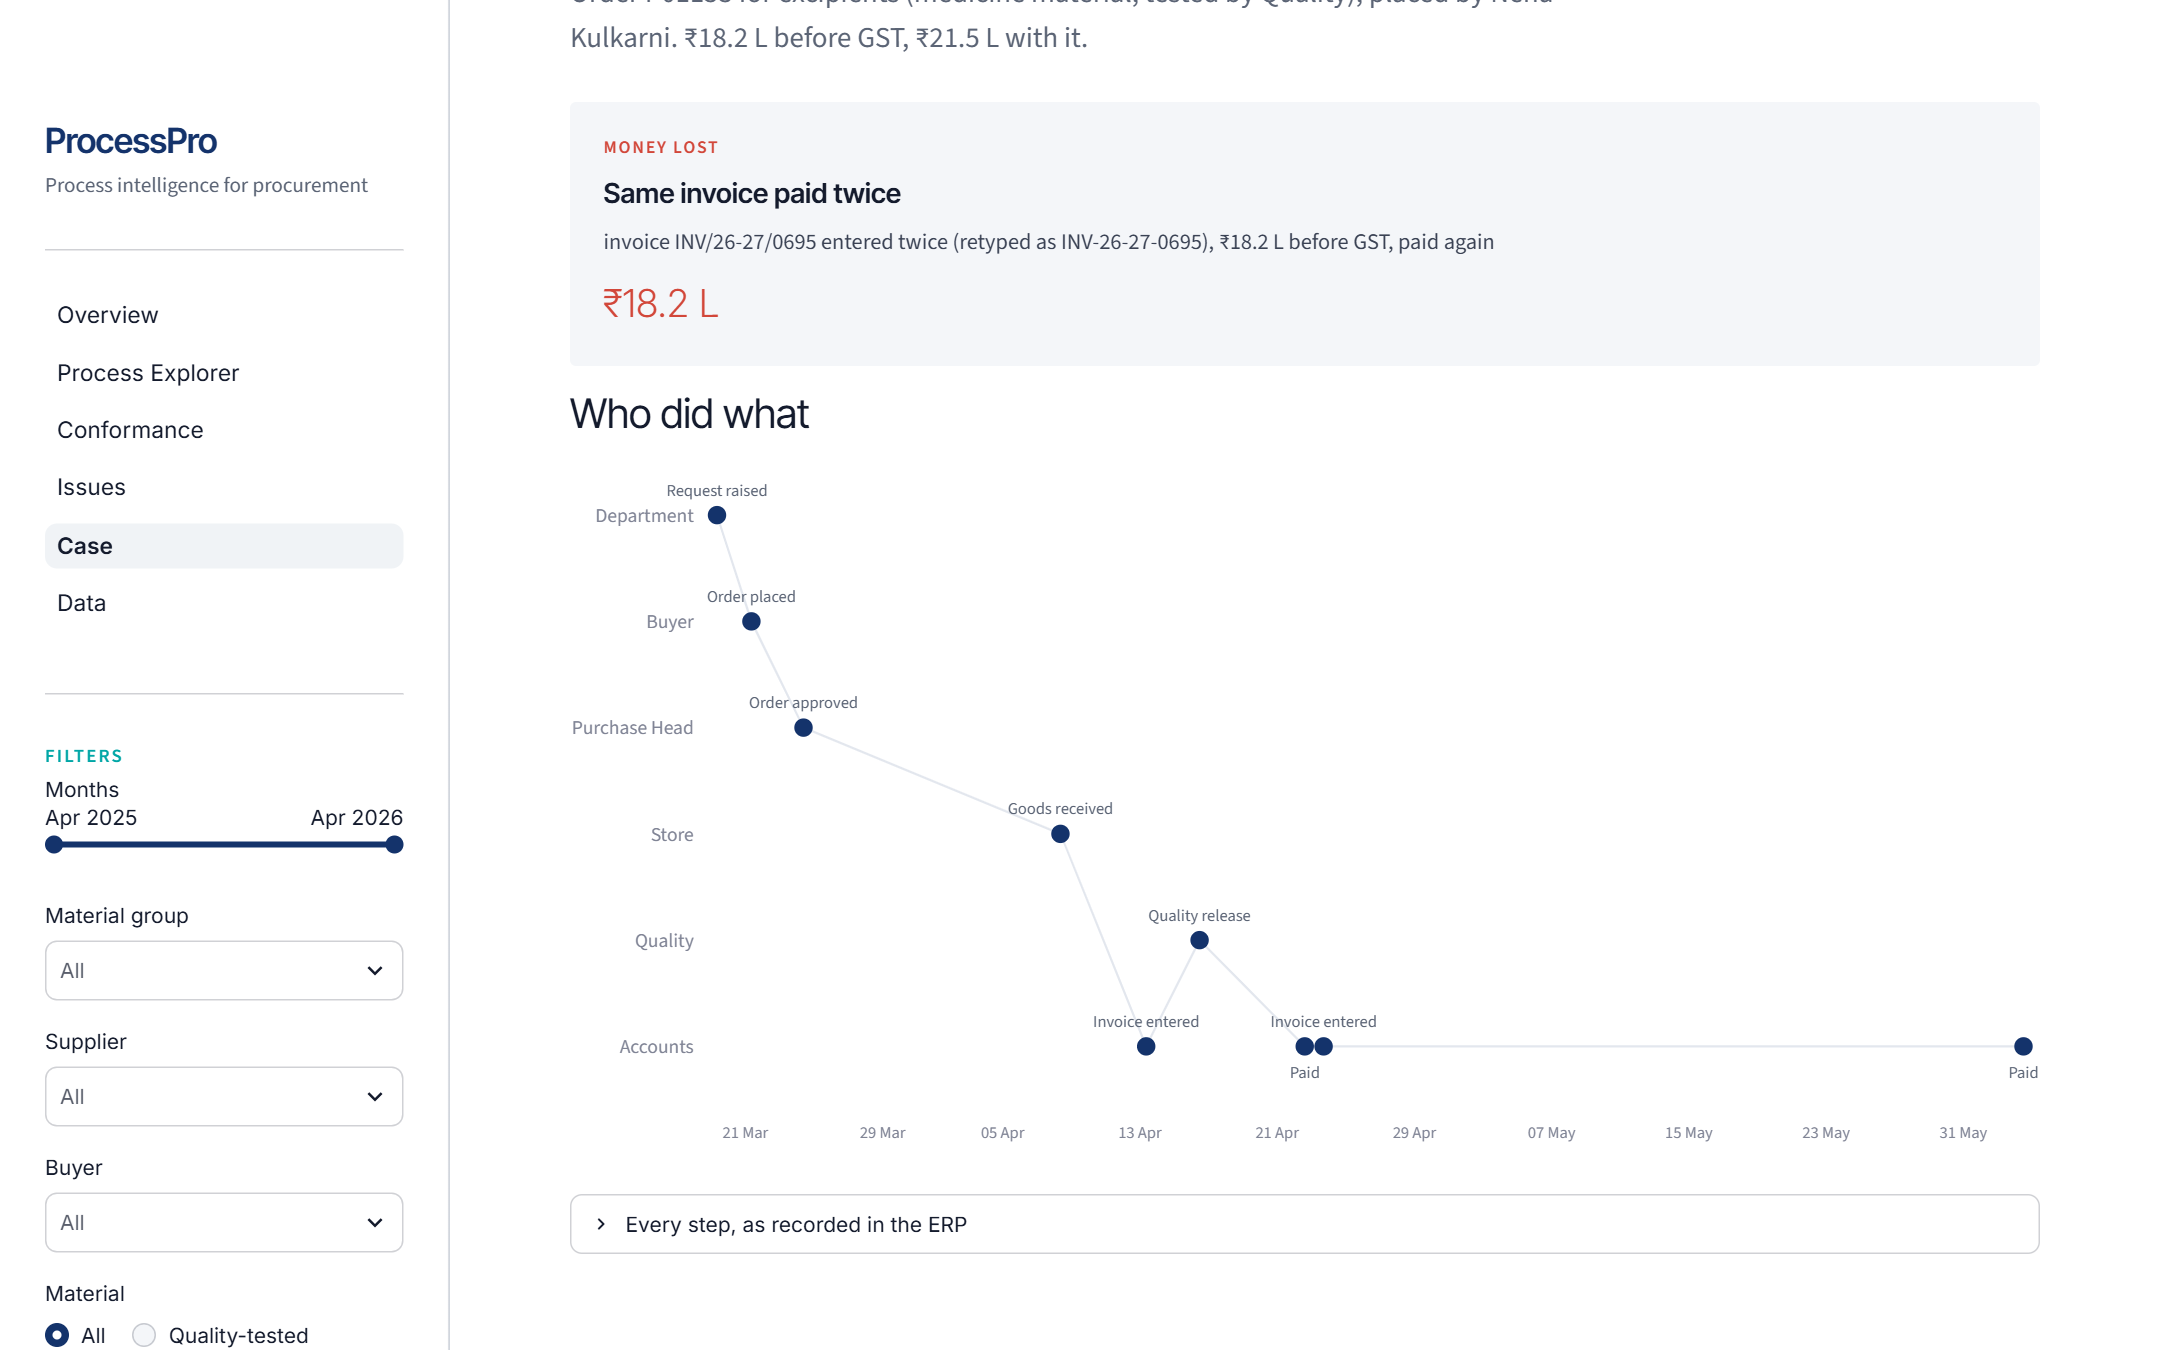 ProcessPro
Process intelligence for procurement
Overview
Process Explorer
Conformance
Issues
Case
Data
FILTERS
Months
Apr 2025 Apr 2026
Material group
All
Supplier
All
Buyer
All
Material
All Quality-tested
Kulkarni. ₹18.2 L before GST, ₹21.5 L with it.
MONEY LOST
Same invoice paid twice
invoice INV/26-27/0695 entered twice (retyped as INV-26-27-0695), ₹18.2 L before GST, paid again
₹18.2 L
Who did what
Request raised
Department
Order placed
Buyer
Order approved
Purchase Head
Goods received
Store
Quality release
Quality
Invoice entered Invoice entered
Accounts
Paid Paid
21 Mar 29 Mar 05 Apr 13 Apr 21 Apr 29 Apr 07 May 15 May 23 May 31 May
Every step, as recorded in the ERP